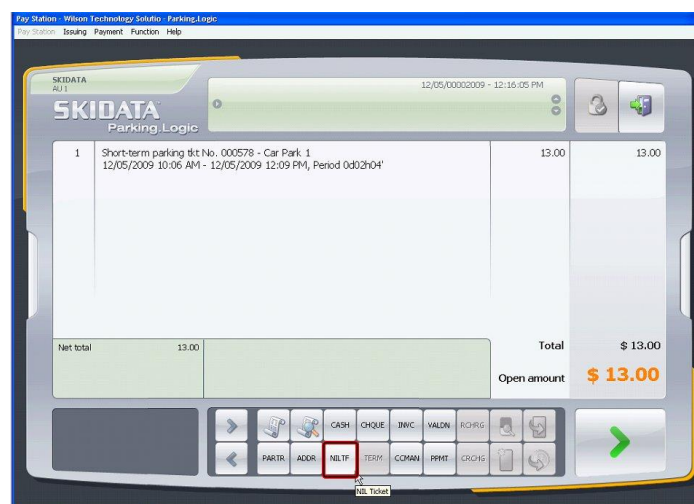 Pay Station - Wilson Technology Solutio - Parking.Logic
Pay Station Issuing Payment Function Help
SKIDATA
AU 1
SKIDATA
Parking.Logic
12/05/00002009 - 12:16:05 PM
1 Short-term parking tkt No. 000578 - Car Park 1 13.00 13.00
12/05/2009 10:06 AM - 12/05/2009 12:09 PM, Period 0d02h04'
Net total 13.00
Total $ 13.00
Open amount $ 13.00
CASH CHQUE INVC VALDN RCHRG
PARTR ADDR NILTF TERM CCMAN PPMT CRCHG
NIL Ticket